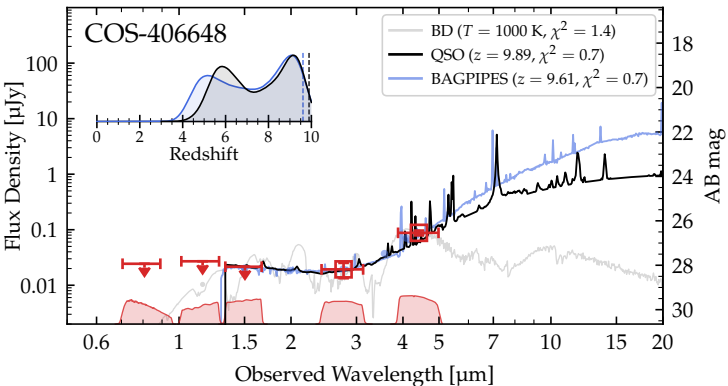 COS-406648
BD (T = 1000 K, χ² = 1.4)
QSO (z = 9.89, χ² = 0.7)
BAGPIPES (z = 9.61, χ² = 0.7)
0 2 4 6 8 10
Redshift
100
10
1
0.1
0.01
Flux Density [µJy]
18
20
22
24
26
28
30
AB mag
0.6 1 1.5 2 3 4 5 7 10 15 20
Observed Wavelength [µm]